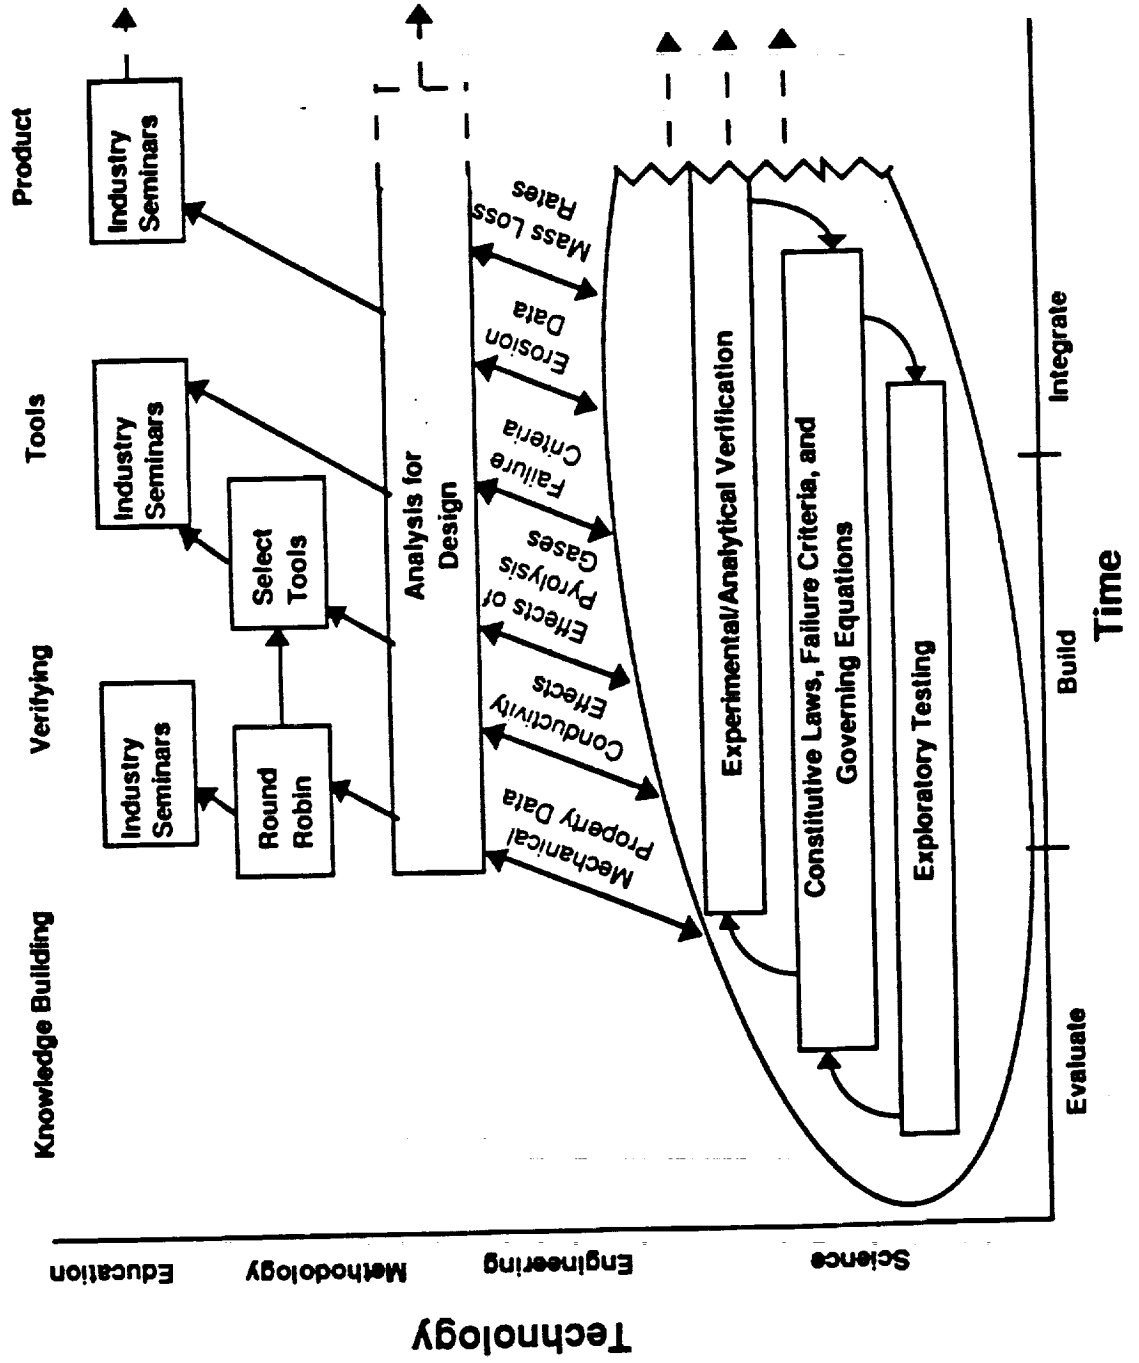 Knowledge Building
Verifying
Tools
Product
Industry
Seminars
Industry
Seminars
Industry
Seminars
Round
Robin
Select
Tools
Analysis for
Design
Mechanical
Property Data
Conductivity
Effects
Effects of
Pyrolysis
Gases
Failure
Criteria
Erosion
Data
Mass Loss
Rates
Experimental/Analytical Verification
Constitutive Laws, Failure Criteria, and
Governing Equations
Exploratory Testing
Technology
Education
Methodology
Engineering
Science
Evaluate
Build
Integrate
Time